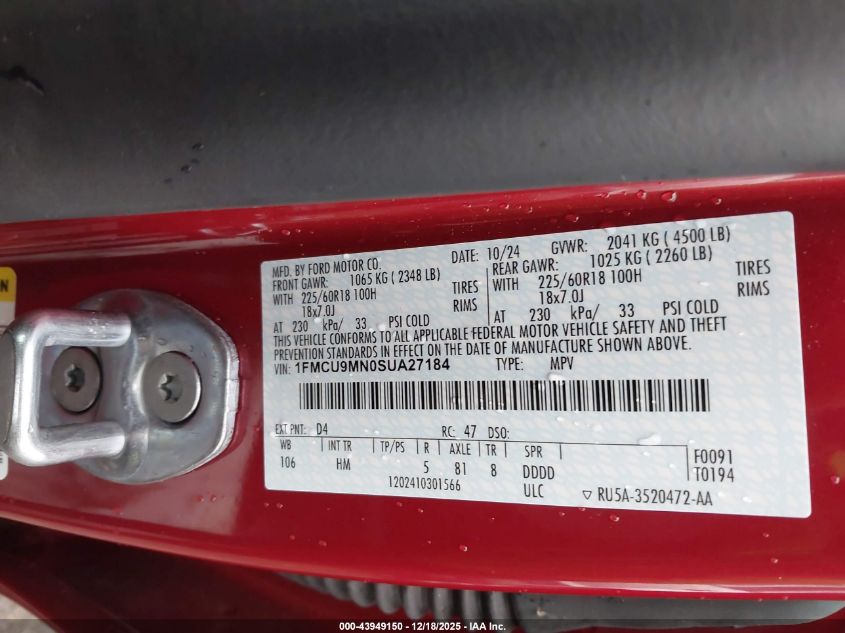 MFD. BY FORD MOTOR CO. DATE: 10/24 GVWR: 2041 KG ( 4500 LB)
FRONT GAWR: 1065 KG ( 2348 LB) REAR GAWR: 1025 KG ( 2260 LB)
WITH 225/60R18 100H TIRES WITH 225/60R18 100H TIRES
18x7.0J RIMS 18x7.0J RIMS
AT 230 kPa/ 33 PSI COLD AT 230 kPa/ 33 PSI COLD
THIS VEHICLE CONFORMS TO ALL APPLICABLE FEDERAL MOTOR VEHICLE SAFETY AND THEFT
PREVENTION STANDARDS IN EFFECT ON THE DATE OF MANUFACTURE SHOWN ABOVE.
VIN: 1FMCU9MN0SUA27184 TYPE: MPV
EXT PNT: D4 RC: 47 DSO:
WB INT TR TP/PS R AXLE TR SPR
106 HM 5 81 8 DDDD
F0091
T0194
1202410301566 ULC ▽ RU5A-3520472-AA
000-43949150 - 12/18/2025 - IAA Inc.